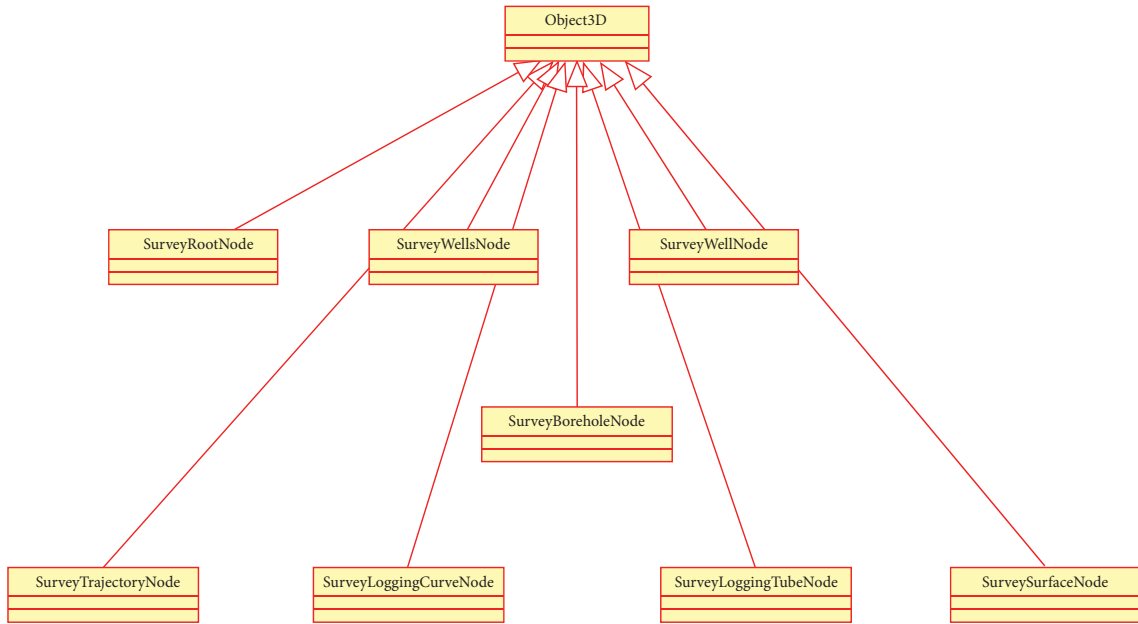 Object3D
SurveyRootNode
SurveyWellsNode
SurveyWellNode
SurveyBoreholeNode
SurveyTrajectoryNode
SurveyLoggingCurveNode
SurveyLoggingTubeNode
SurveySurfaceNode